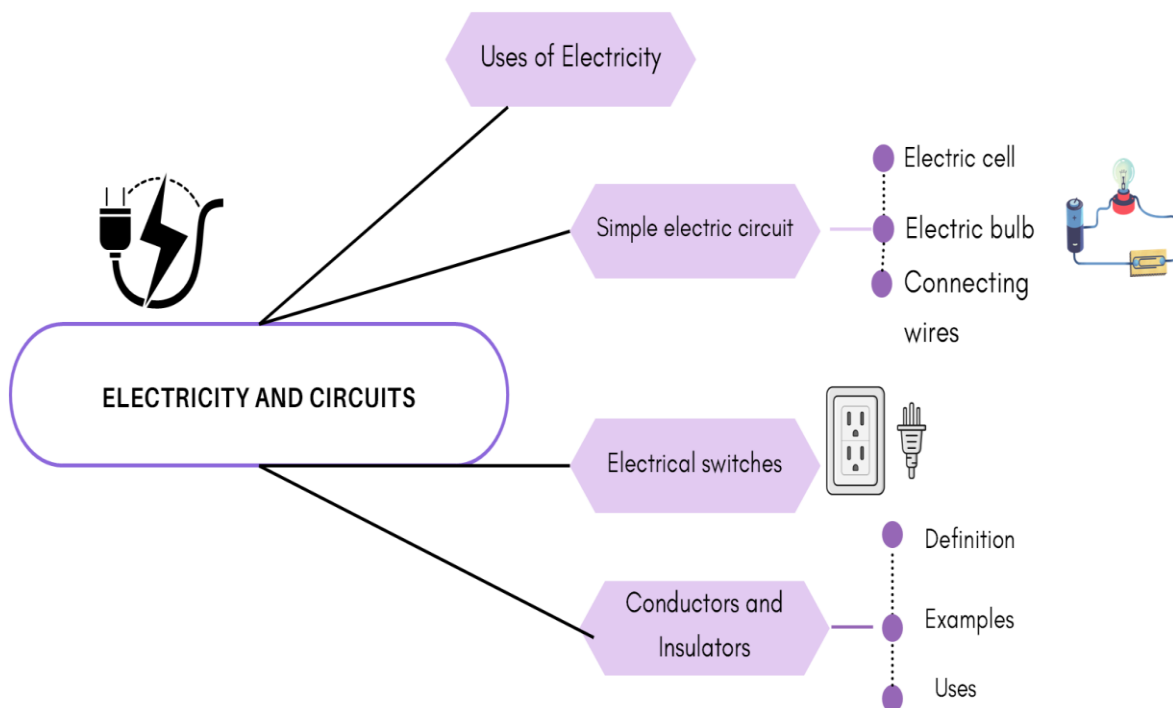 Uses of Electricity
Simple electric circuit
Electric cell
Electric bulb
Connecting
wires
ELECTRICITY AND CIRCUITS
Electrical switches
Conductors and
Insulators
Definition
Examples
Uses